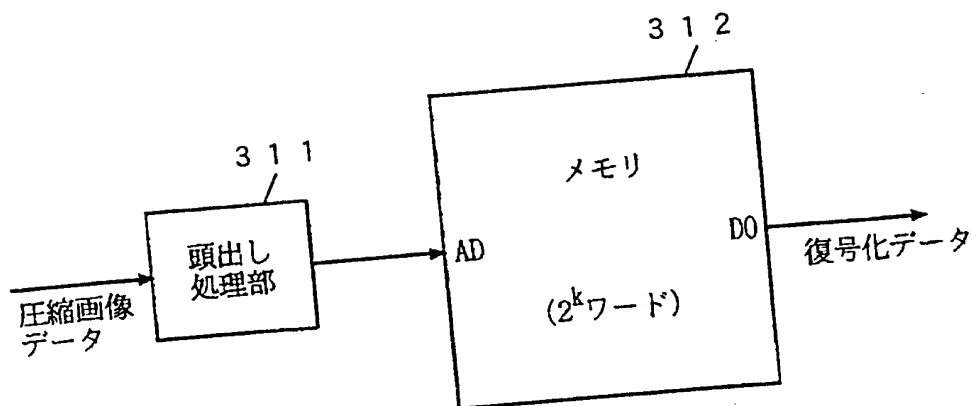 3 1 2
3 1 1
メモリ
頭出し
処理部
AD
DO
圧縮画像
データ
復号化データ
(2ᵏワード)